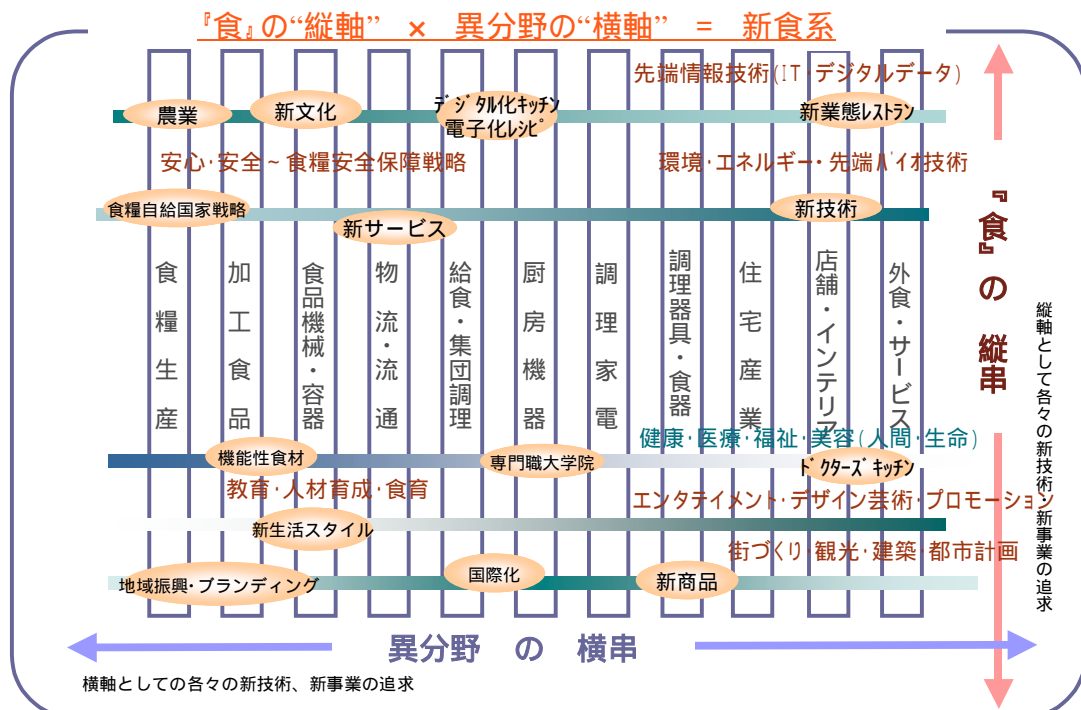 『食』の“縦軸” × 異分野の“横軸” = 新食系
先端情報技術(IT・デジタルデータ)
農業
新文化
デジタル化キッチン
電子化レシピ
新業態レストラン
安心・安全～食糧安全保障戦略
環境・エネルギー・先端バイオ技術
食糧自給国家戦略
新サービス
新技術
食糧生産
加工食品
食品機械・容器
物流・流通
給食・集団調理
厨房機器
調理家電
調理器具・食器
住宅産業
店舗・インテリア
外食・サービス
『食』の 縦串
縦軸として各々の新技術・新事業の追求
健康・医療・福祉・美容(人間・生命)
機能性食材
専門職大学院
ドクターズキッチン
教育・人材育成・食育
エンタテイメント・デザイン芸術・プロモーション
新生活スタイル
街づくり・観光・建築・都市計画
地域振興・ブランディング
国際化
新商品
異分野 の 横串
横軸としての各々の新技術、新事業の追求